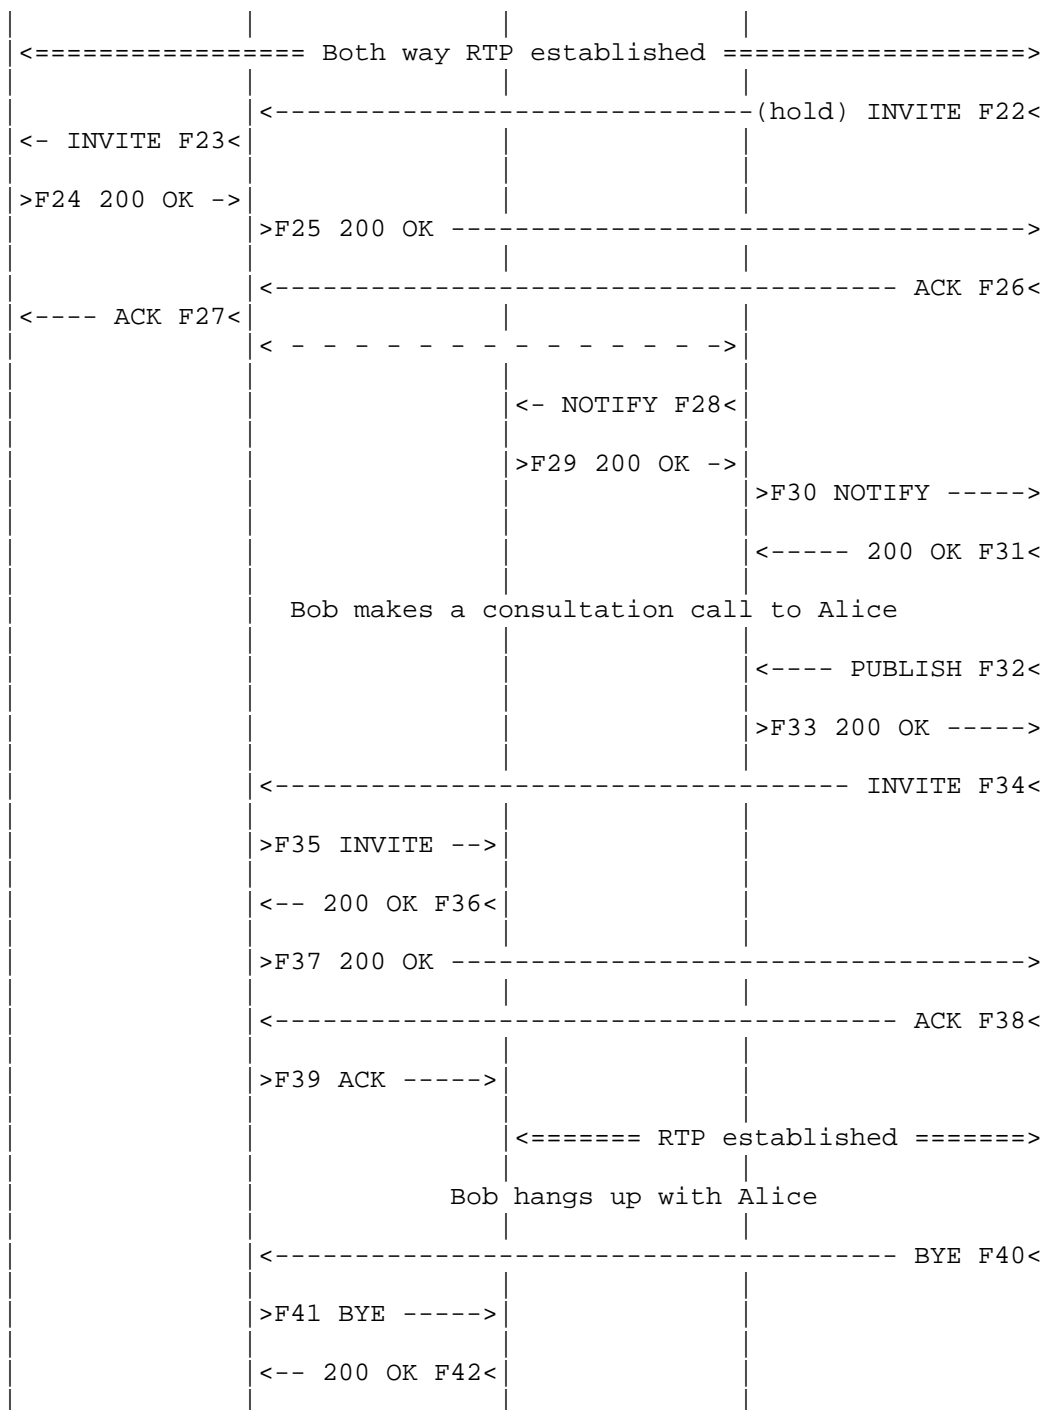 <================= Both way RTP established ===================>
<------------------------------(hold) INVITE F22<
<- INVITE F23<
>F24 200 OK ->
>F25 200 OK ------------------------------------>
<--------------------------------------- ACK F26<
<---- ACK F27<
< - - - - - - - - - - - - - ->
<- NOTIFY F28<
>F29 200 OK ->
>F30 NOTIFY ----->
<----- 200 OK F31<
Bob makes a consultation call to Alice
<---- PUBLISH F32<
>F33 200 OK ----->
<------------------------------------ INVITE F34<
>F35 INVITE -->
<-- 200 OK F36<
>F37 200 OK ------------------------------------>
<--------------------------------------- ACK F38<
>F39 ACK ----->
<======= RTP established =======>
Bob hangs up with Alice
<--------------------------------------- BYE F40<
>F41 BYE ----->
<-- 200 OK F42<